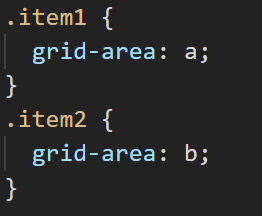 .item1 {
  grid-area: a;
}
.item2 {
  grid-area: b;
}